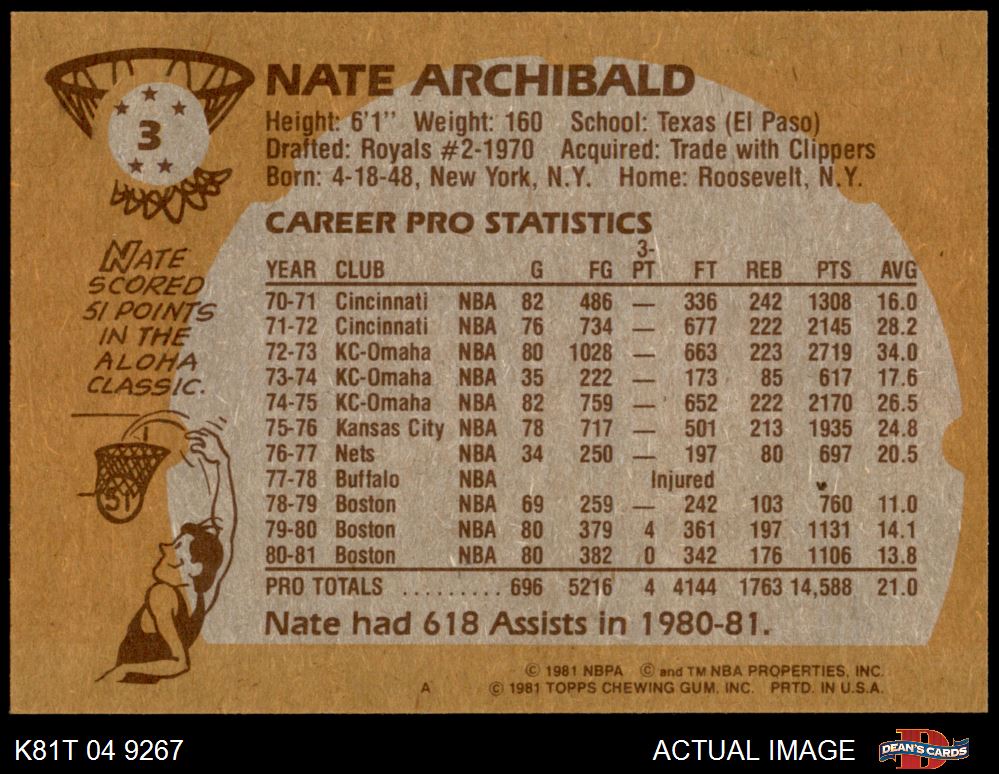 3
NATE ARCHIBALD
Height: 6'1" Weight: 160 School: Texas (El Paso)
Drafted: Royals #2-1970 Acquired: Trade with Clippers
Born: 4-18-48, New York, N.Y. Home: Roosevelt, N.Y.
NATE
SCORED
51 POINTS
IN THE
ALOHA
CLASSIC.
51
CAREER PRO STATISTICS
3-
YEAR CLUB G FG PT FT REB PTS AVG
70-71 Cincinnati NBA 82 486 — 336 242 1308 16.0
71-72 Cincinnati NBA 76 734 — 677 222 2145 28.2
72-73 KC-Omaha NBA 80 1028 — 663 223 2719 34.0
73-74 KC-Omaha NBA 35 222 — 173 85 617 17.6
74-75 KC-Omaha NBA 82 759 — 652 222 2170 26.5
75-76 Kansas City NBA 78 717 — 501 213 1935 24.8
76-77 Nets NBA 34 250 — 197 80 697 20.5
77-78 Buffalo NBA Injured
78-79 Boston NBA 69 259 — 242 103 760 11.0
79-80 Boston NBA 80 379 4 361 197 1131 14.1
80-81 Boston NBA 80 382 0 342 176 1106 13.8
PRO TOTALS ......... 696 5216 4 4144 1763 14,588 21.0
Nate had 618 Assists in 1980-81.
© 1981 NBPA © and TM NBA PROPERTIES, INC.
A © 1981 TOPPS CHEWING GUM, INC. PRTD. IN U.S.A.
K81T 04 9267 ACTUAL IMAGE D DEAN'S CARDS